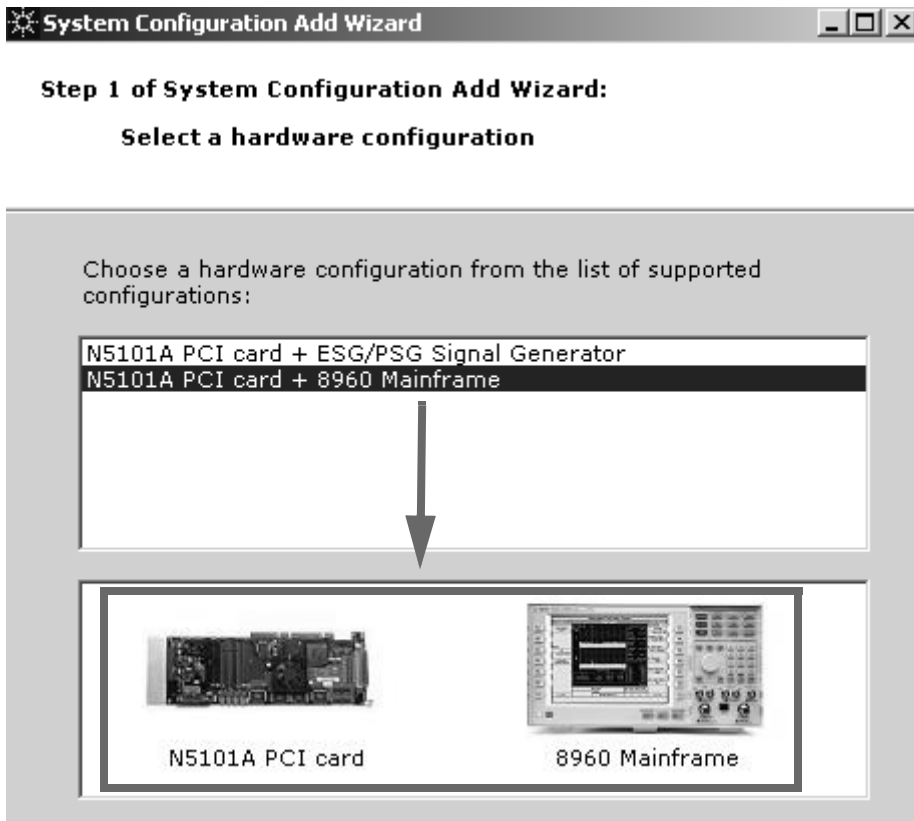 System Configuration Add Wizard
Step 1 of System Configuration Add Wizard:
Select a hardware configuration
Choose a hardware configuration from the list of supported
configurations:
N5101A PCI card + ESG/PSG Signal Generator
N5101A PCI card + 8960 Mainframe
N5101A PCI card
8960 Mainframe